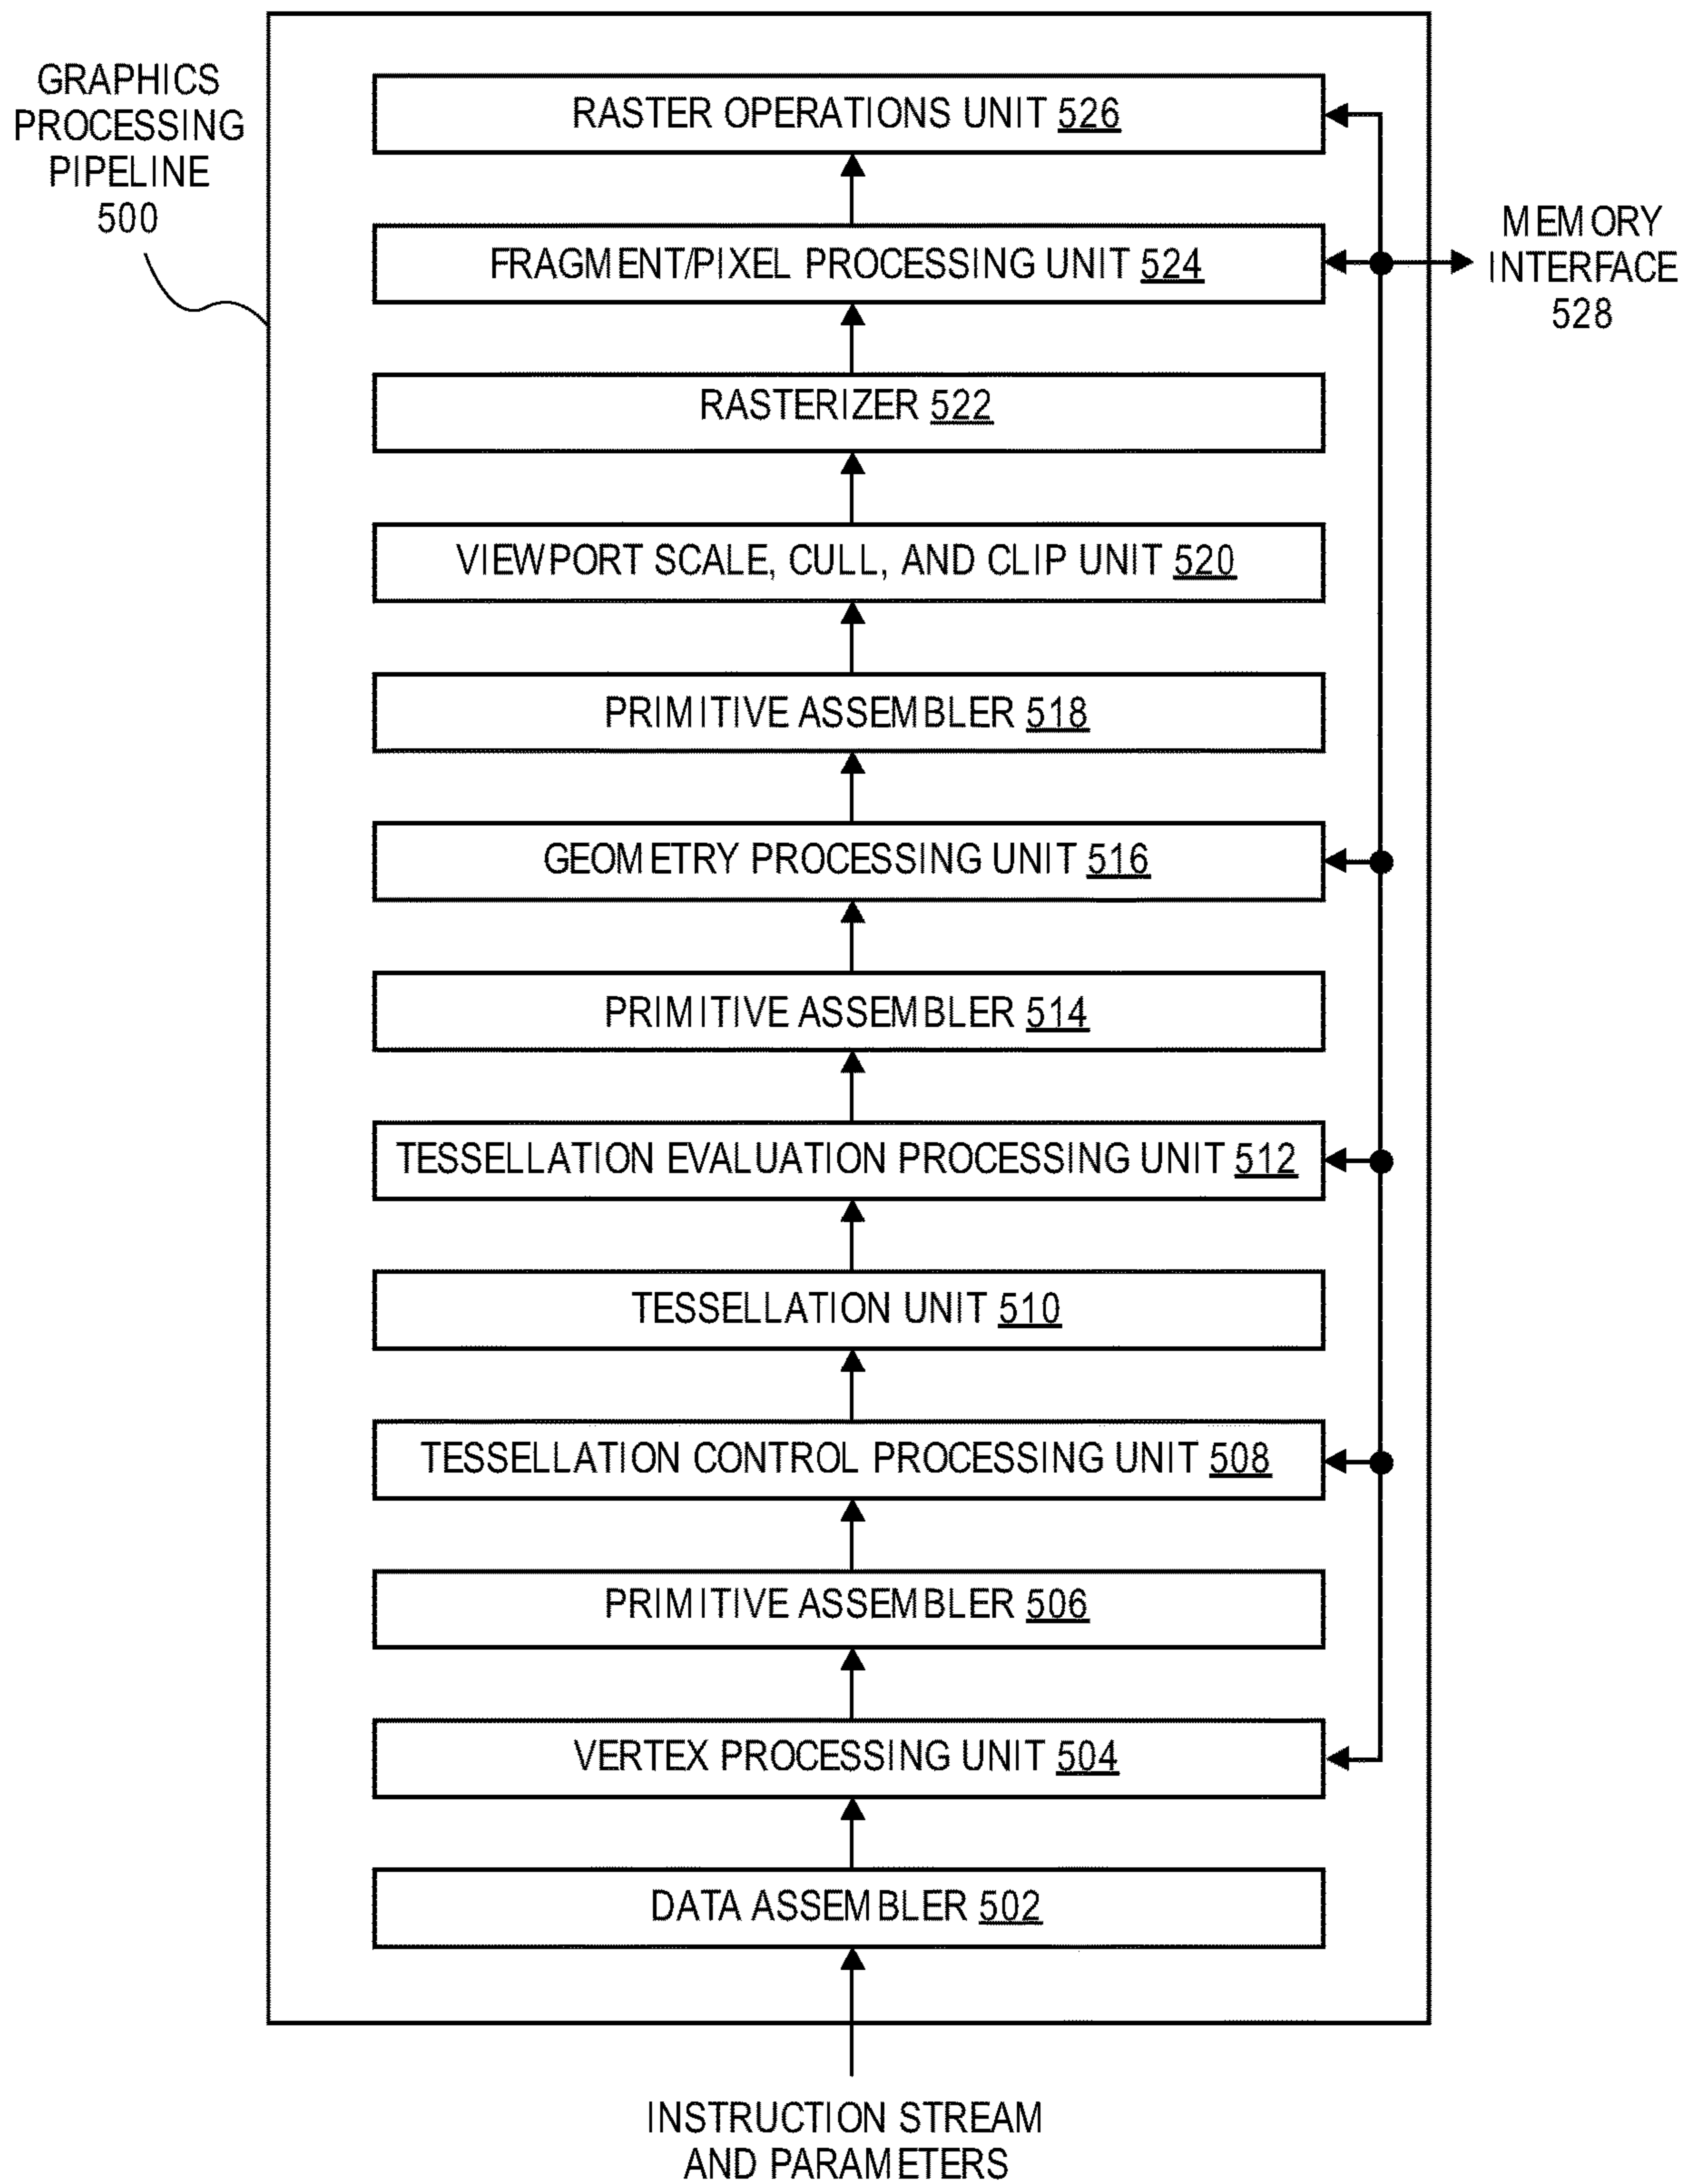 GRAPHICS
PROCESSING
PIPELINE
500
RASTER OPERATIONS UNIT 526
FRAGMENT/PIXEL PROCESSING UNIT 524
MEMORY
INTERFACE
528
RASTERIZER 522
VIEWPORT SCALE, CULL, AND CLIP UNIT 520
PRIMITIVE ASSEMBLER 518
GEOMETRY PROCESSING UNIT 516
PRIMITIVE ASSEMBLER 514
TESSELLATION EVALUATION PROCESSING UNIT 512
TESSELLATION UNIT 510
TESSELLATION CONTROL PROCESSING UNIT 508
PRIMITIVE ASSEMBLER 506
VERTEX PROCESSING UNIT 504
DATA ASSEMBLER 502
INSTRUCTION STREAM
AND PARAMETERS